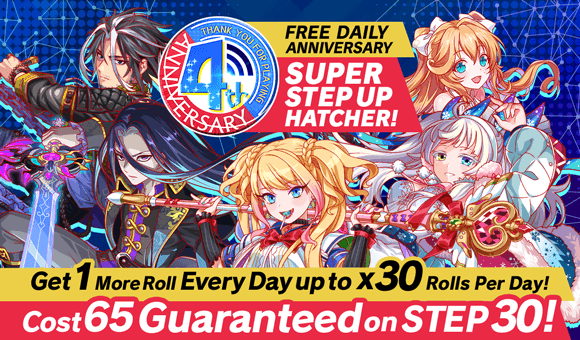 THANK YOU FOR PLAYING
4th
ANNIVERSARY
FREE DAILY
ANNIVERSARY
SUPER
STEP UP
HATCHER!
Get 1 More Roll Every Day up to x30 Rolls Per Day!
Cost 65 Guaranteed on STEP 30!